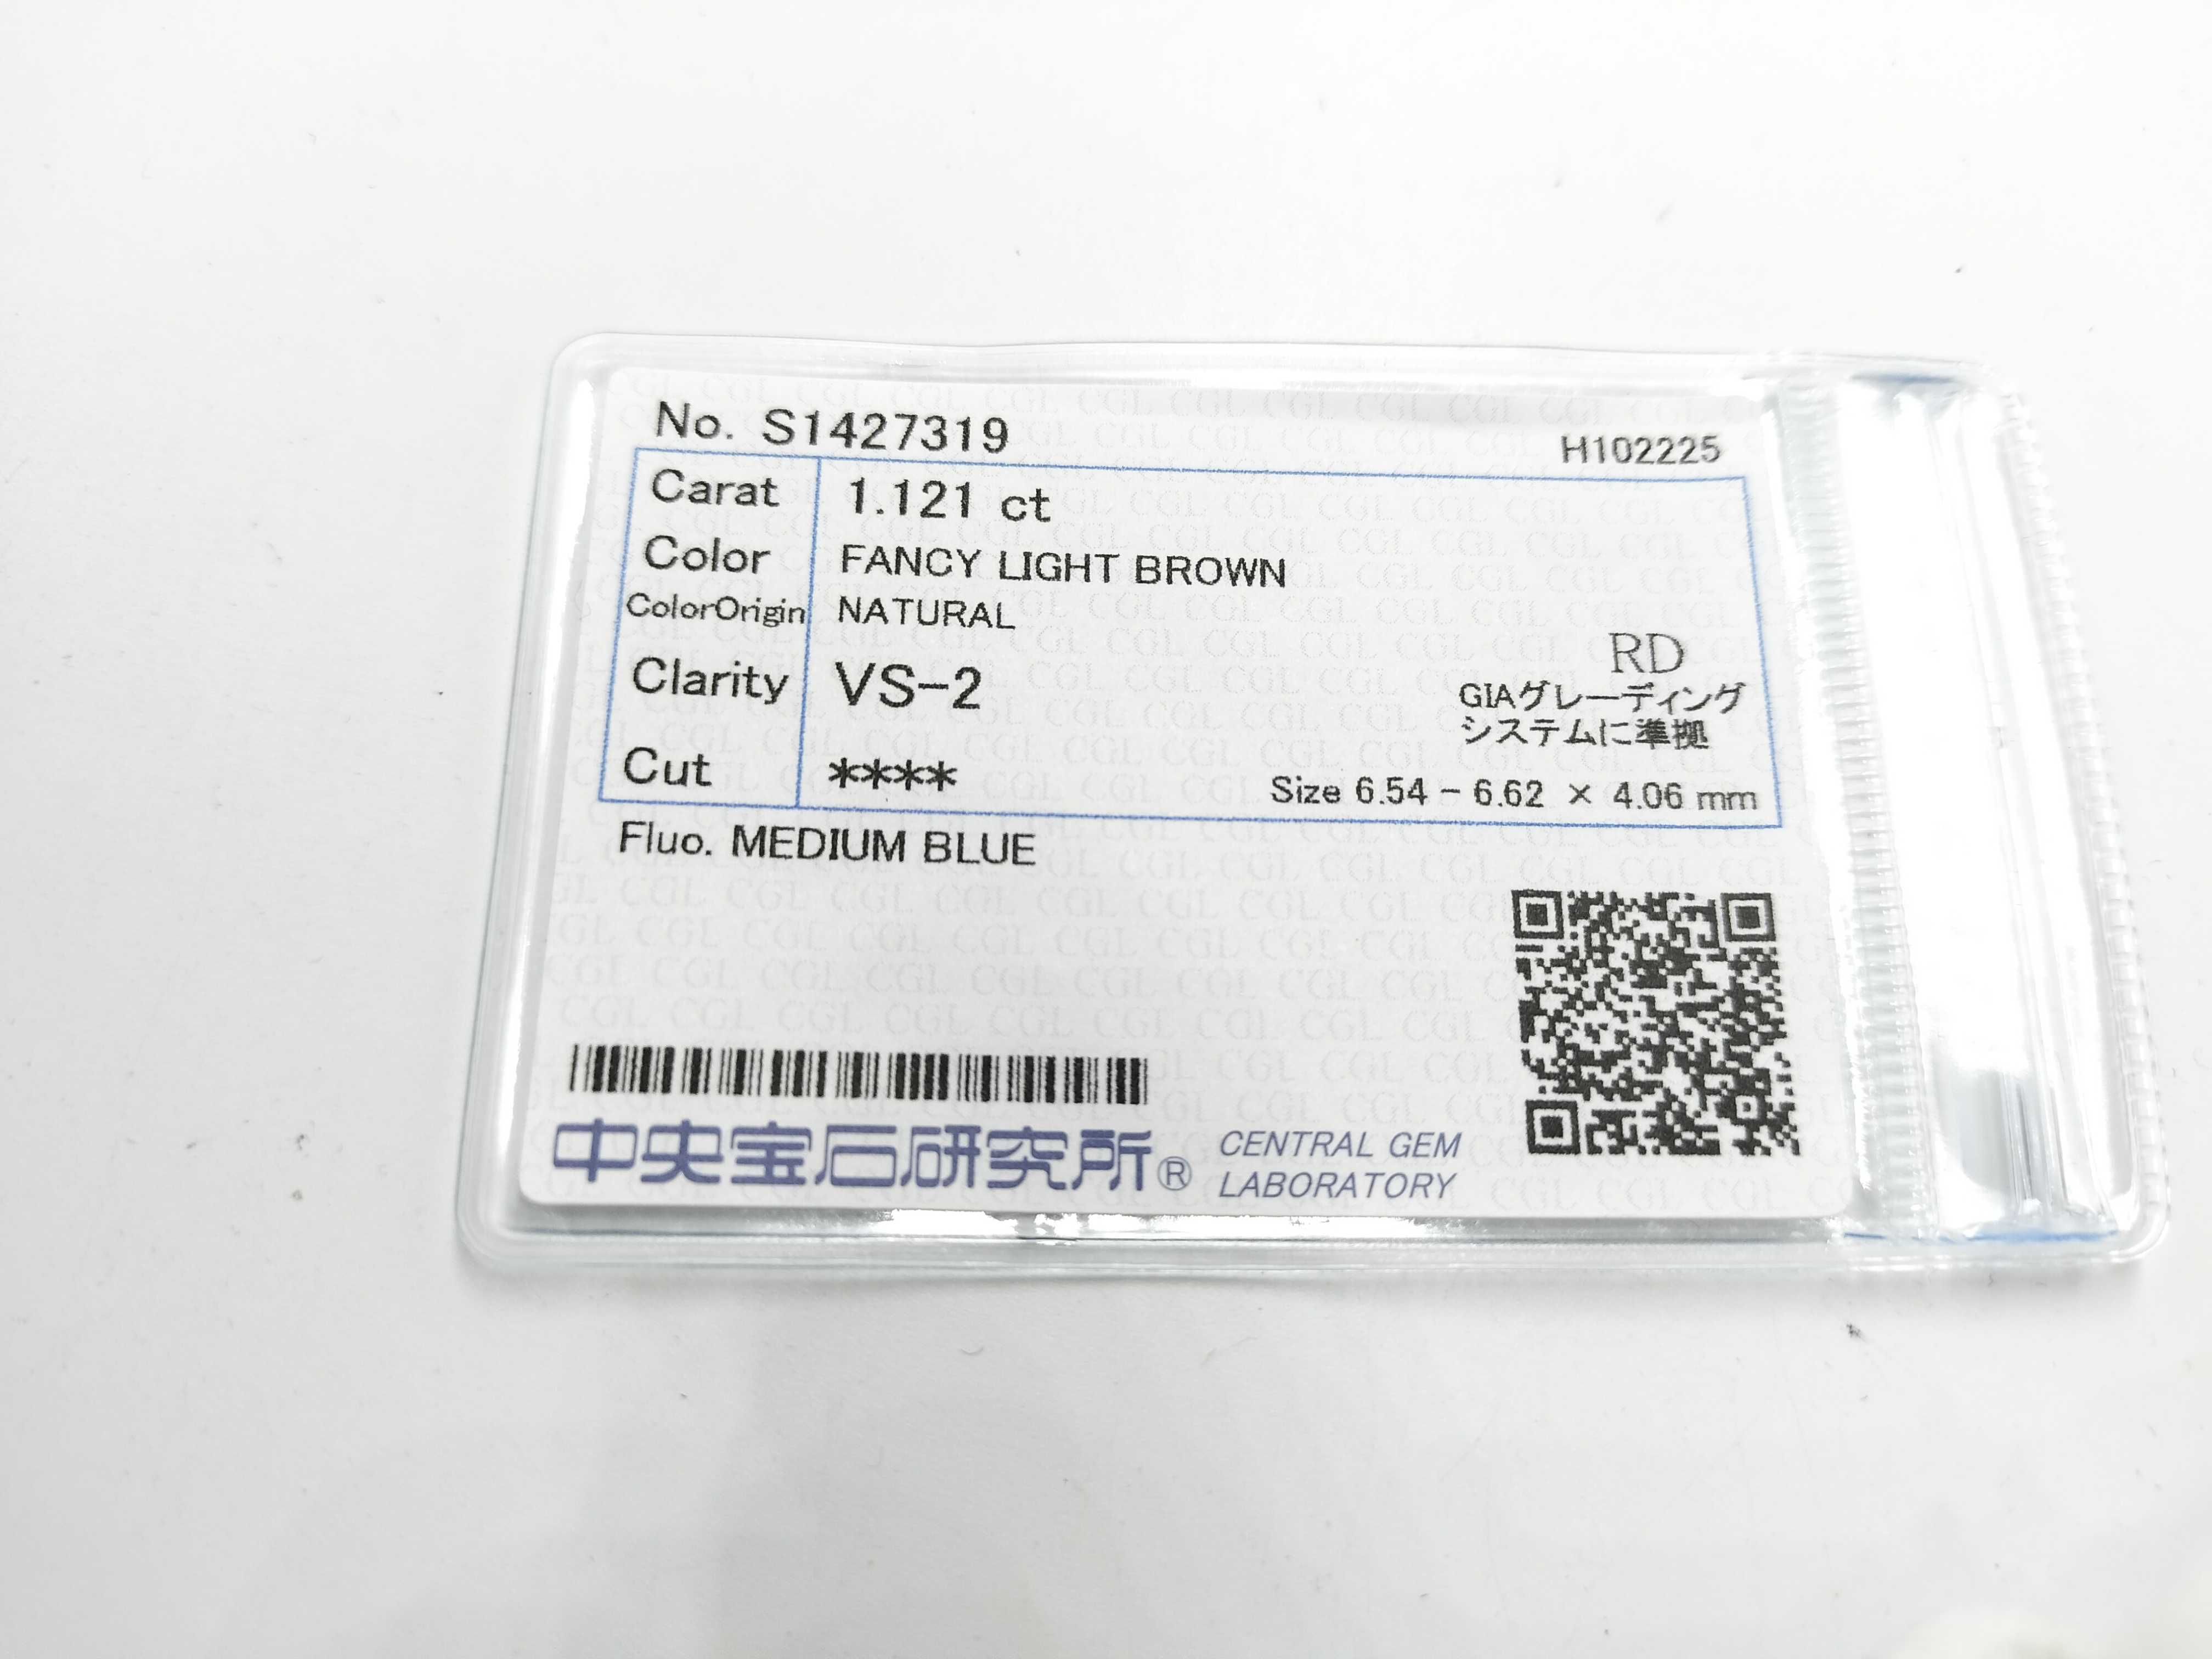 No. S1427319
H102225
Carat 1.121 ct
Color FANCY LIGHT BROWN
ColorOrigin NATURAL
Clarity VS-2
RD
GIAグレーディング
システムに準拠
Cut ****
Size 6.54 - 6.62 × 4.06 mm
Fluo. MEDIUM BLUE
中央宝石研究所®
CENTRAL GEM
LABORATORY